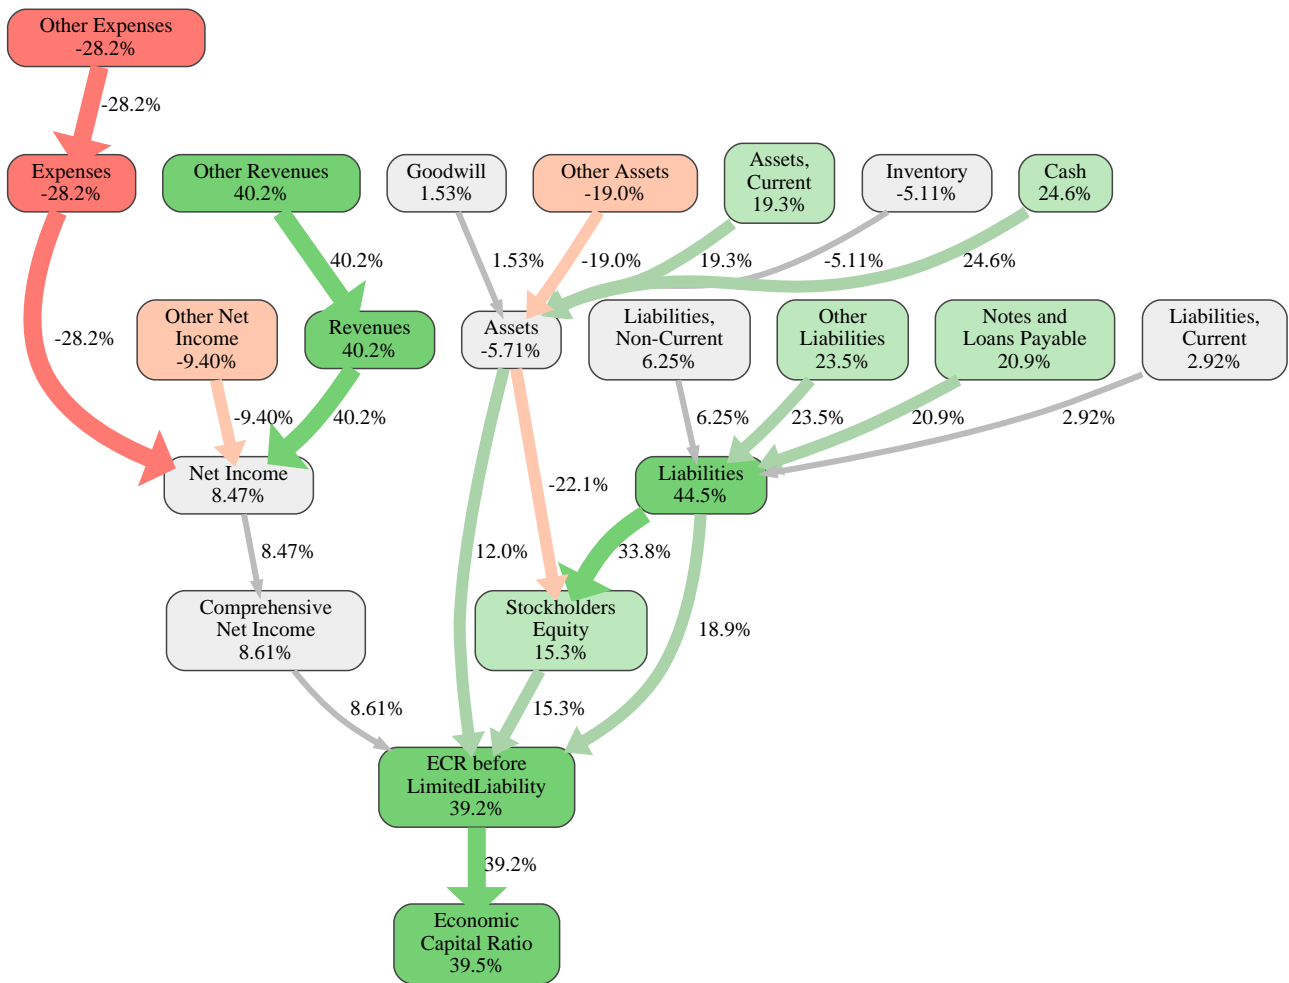 Other Expenses
-28.2%
-28.2%
Expenses
-28.2%
Other Revenues
40.2%
Goodwill
1.53%
Other Assets
-19.0%
Assets,
Current
19.3%
Inventory
-5.11%
Cash
24.6%
40.2%
1.53%
-19.0%
19.3%
-5.11%
24.6%
-28.2%
Other Net
Income
-9.40%
Revenues
40.2%
Assets
-5.71%
Liabilities,
Non-Current
6.25%
Other
Liabilities
23.5%
Notes and
Loans Payable
20.9%
Liabilities,
Current
2.92%
-9.40%
40.2%
6.25%
23.5%
20.9%
2.92%
Net Income
8.47%
-22.1%
Liabilities
44.5%
8.47%
12.0%
33.8%
Comprehensive
Net Income
8.61%
Stockholders
Equity
15.3%
18.9%
8.61%
15.3%
ECR before
LimitedLiability
39.2%
39.2%
Economic
Capital Ratio
39.5%